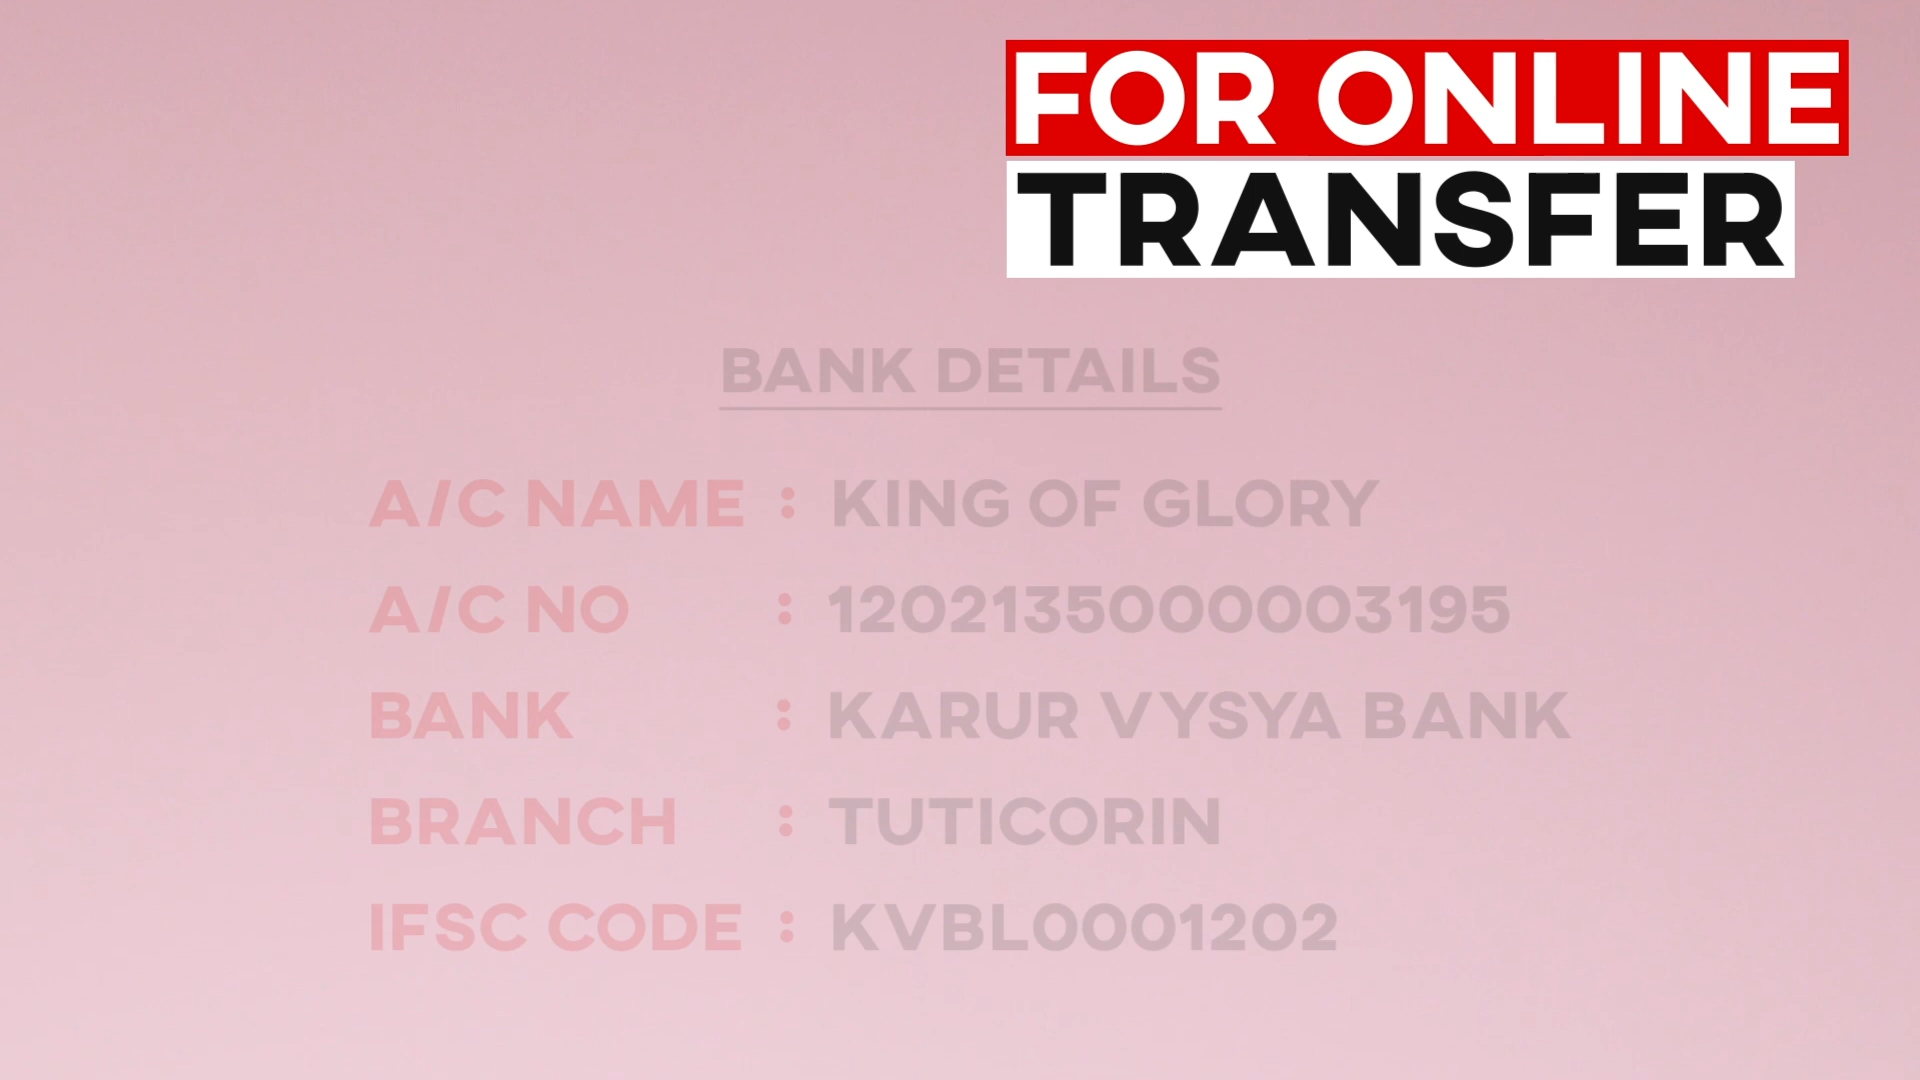 FOR ONLINE
TRANSFER
BANK DETAILS
A/C NAME : KING OF GLORY
A/C NO : 1202135000003195
BANK : KARUR VYSYA BANK
BRANCH : TUTICORIN
IFSC CODE : KVBL0001202